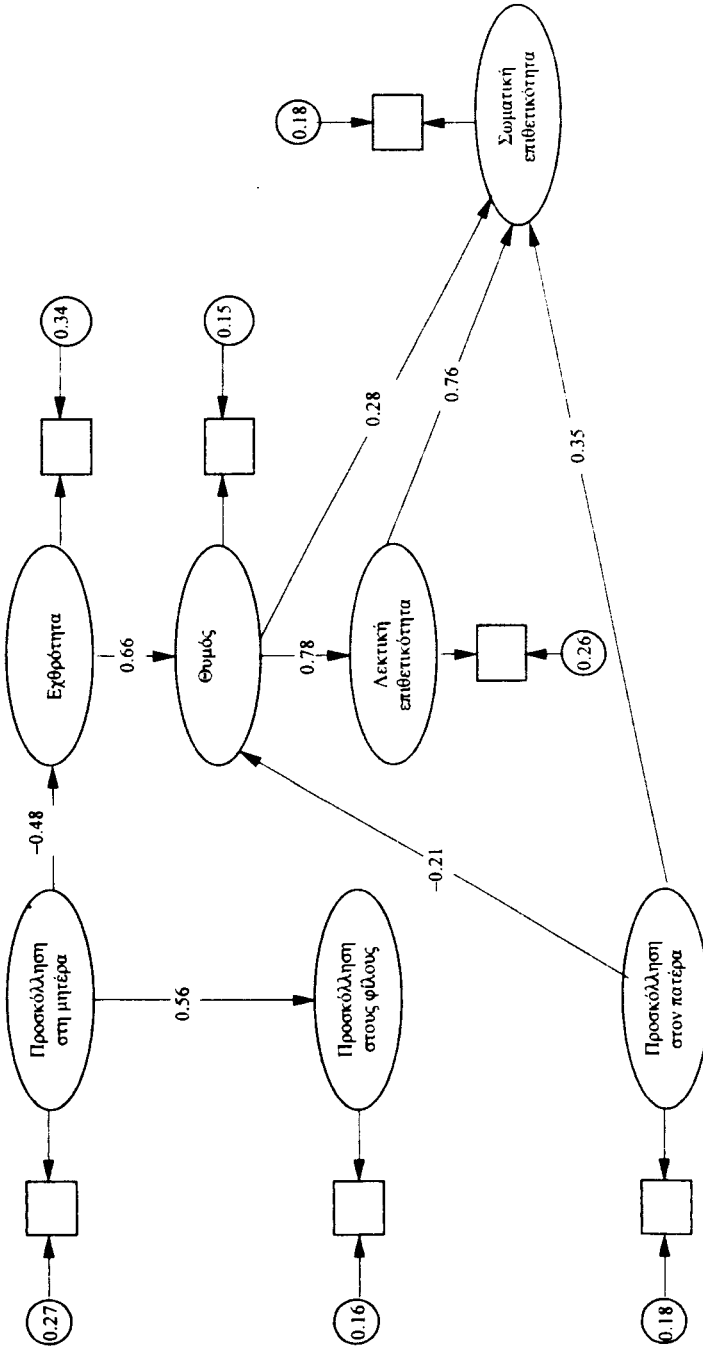 0.27
Προσκόλληση
στη μητέρα
−0.48
Εχθρότητα
0.34
0.66
0.56
0.16
Προσκόλληση
στους φίλους
Θυμός
0.15
0.78
0.28
Λεκτική
επιθετικότητα
0.76
0.26
Σωματική
επιθετικότητα
0.18
−0.21
0.35
0.18
Προσκόλληση
στον πατέρα